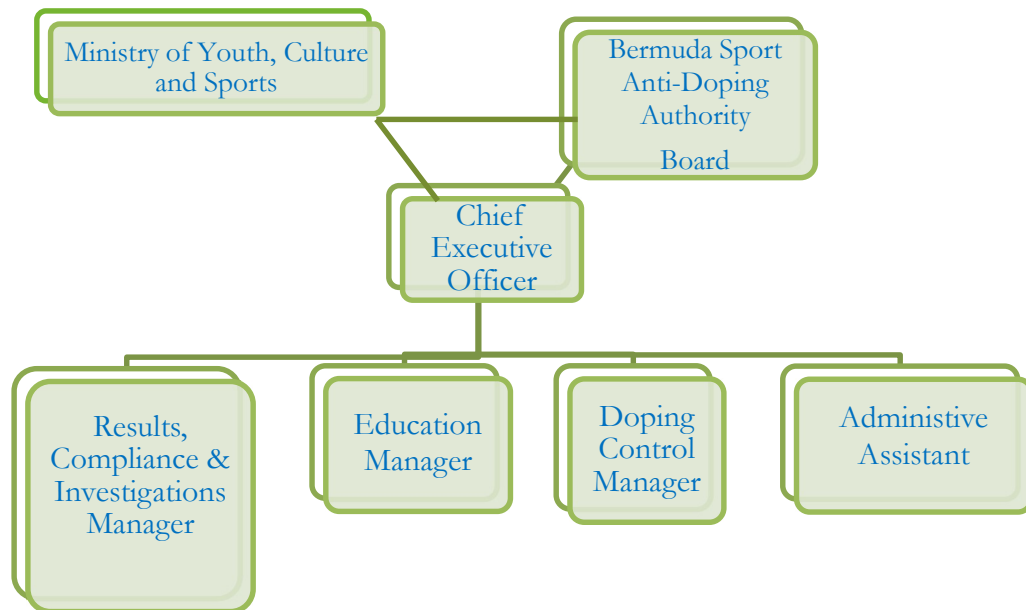 Ministry of Youth, Culture
and Sports
Bermuda Sport
Anti-Doping
Authority
Board
Chief
Executive
Officer
Results,
Compliance &
Investigations
Manager
Education
Manager
Doping
Control
Manager
Administive
Assistant